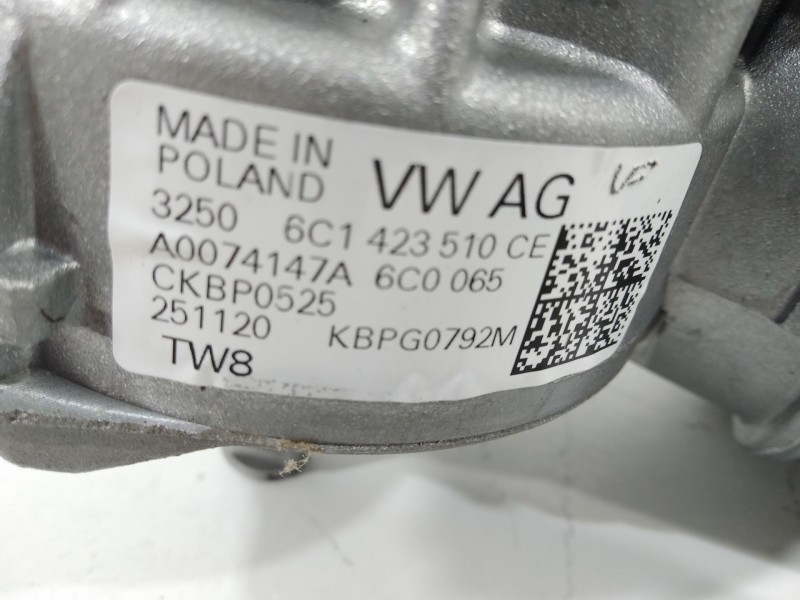 MADE IN
POLAND VW AG
3250 6C1 423 510 CE
A0074147A 6C0 065
CKBP0525
251120 KBPG0792M
TW8